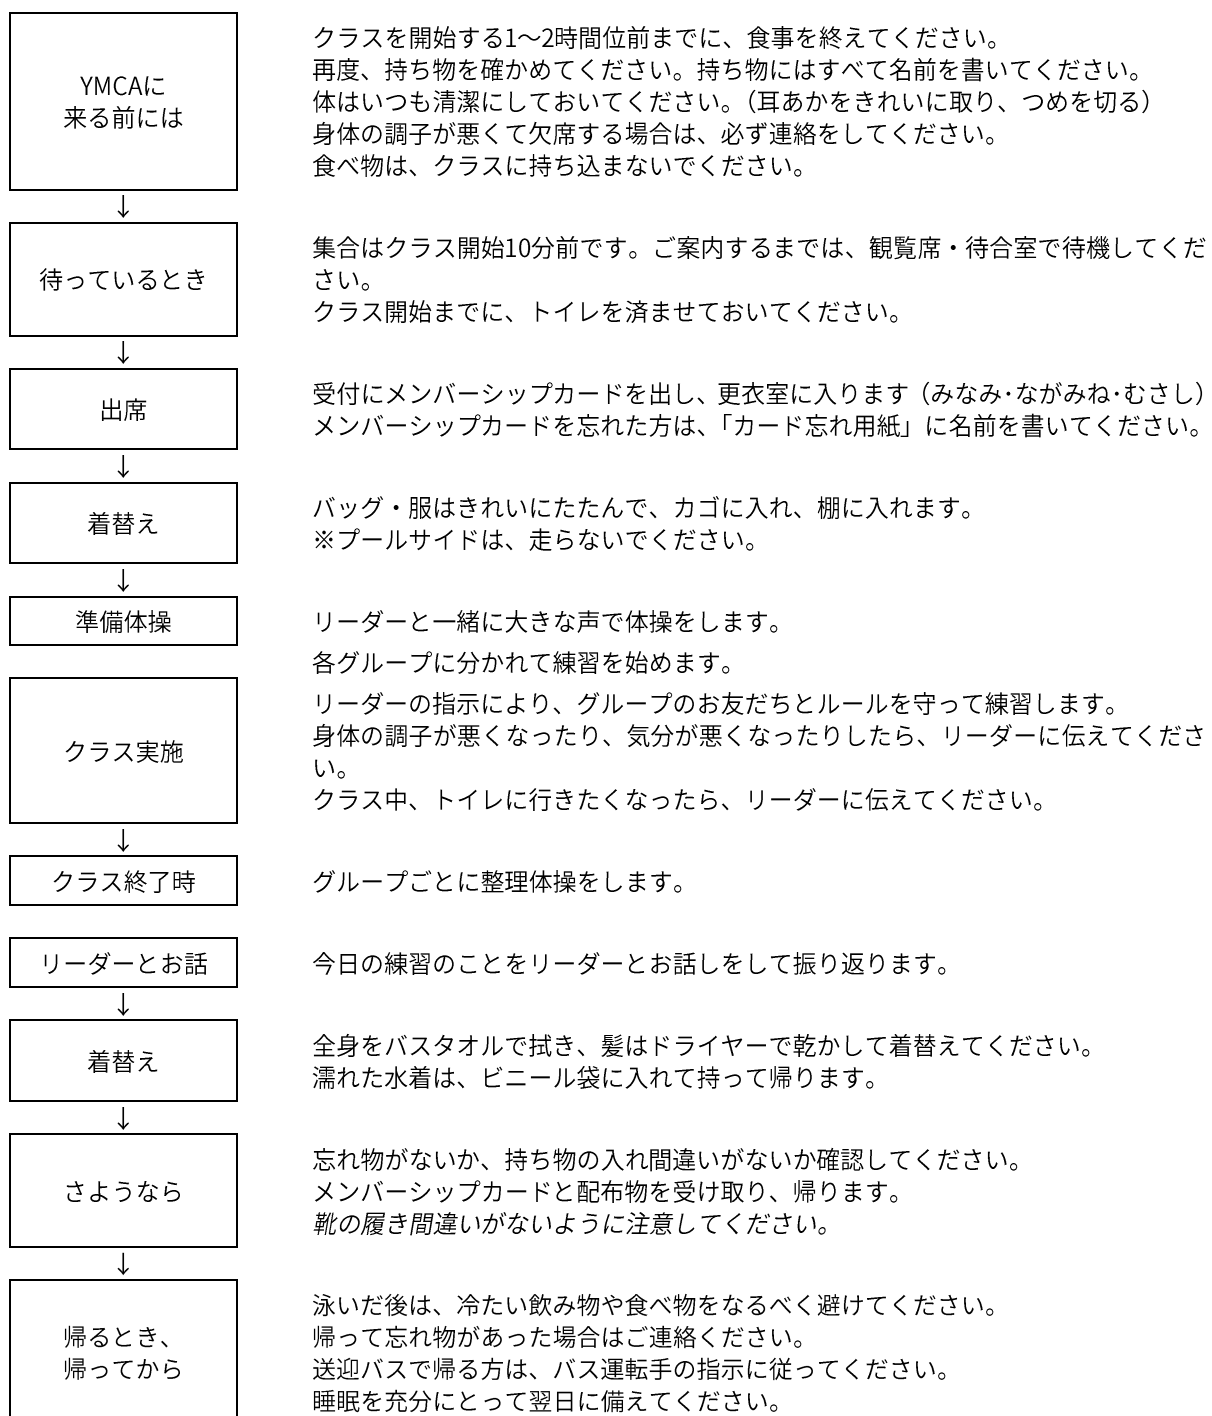 YMCAに
来る前には
クラスを開始する1〜2時間位前までに、食事を終えてください。
再度、持ち物を確かめてください。持ち物にはすべて名前を書いてください。
体はいつも清潔にしておいてください。（耳あかをきれいに取り、つめを切る）
身体の調子が悪くて欠席する場合は、必ず連絡をしてください。
食べ物は、クラスに持ち込まないでください。
↓
待っているとき
集合はクラス開始10分前です。ご案内するまでは、観覧席・待合室で待機してくだ
さい。
クラス開始までに、トイレを済ませておいてください。
↓
出席
受付にメンバーシップカードを出し、更衣室に入ります（みなみ･ながみね･むさし）
メンバーシップカードを忘れた方は、「カード忘れ用紙」に名前を書いてください。
↓
着替え
バッグ・服はきれいにたたんで、カゴに入れ、棚に入れます。
※プールサイドは、走らないでください。
↓
準備体操
リーダーと一緒に大きな声で体操をします。
各グループに分かれて練習を始めます。
クラス実施
リーダーの指示により、グループのお友だちとルールを守って練習します。
身体の調子が悪くなったり、気分が悪くなったりしたら、リーダーに伝えてくださ
い。
クラス中、トイレに行きたくなったら、リーダーに伝えてください。
↓
クラス終了時
グループごとに整理体操をします。
リーダーとお話
今日の練習のことをリーダーとお話しをして振り返ります。
↓
着替え
全身をバスタオルで拭き、髪はドライヤーで乾かして着替えてください。
濡れた水着は、ビニール袋に入れて持って帰ります。
↓
さようなら
忘れ物がないか、持ち物の入れ間違いがないか確認してください。
メンバーシップカードと配布物を受け取り、帰ります。
靴の履き間違いがないように注意してください。
↓
帰るとき、
帰ってから
泳いだ後は、冷たい飲み物や食べ物をなるべく避けてください。
帰って忘れ物があった場合はご連絡ください。
送迎バスで帰る方は、バス運転手の指示に従ってください。
睡眠を充分にとって翌日に備えてください。